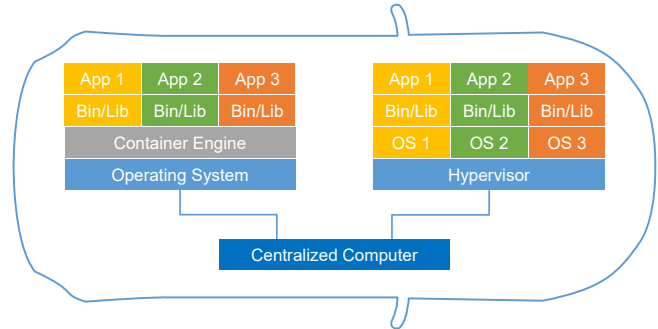 App 1 App 2 App 3
Bin/Lib Bin/Lib Bin/Lib
Container Engine
Operating System
App 1 App 2 App 3
Bin/Lib Bin/Lib Bin/Lib
OS 1 OS 2 OS 3
Hypervisor
Centralized Computer